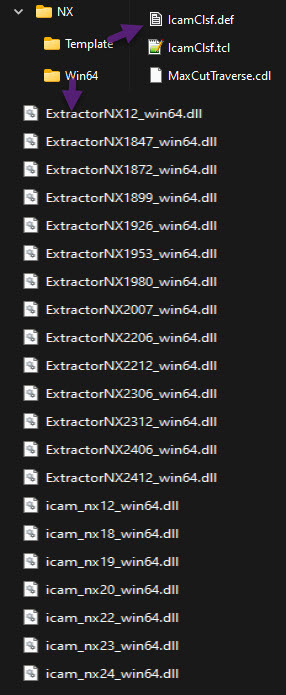 NX
Template
Win64
IcamClsf.def
IcamClsf.tcl
MaxCutTraverse.cdl
ExtractorNX12_win64.dll
ExtractorNX1847_win64.dll
ExtractorNX1872_win64.dll
ExtractorNX1899_win64.dll
ExtractorNX1926_win64.dll
ExtractorNX1953_win64.dll
ExtractorNX1980_win64.dll
ExtractorNX2007_win64.dll
ExtractorNX2206_win64.dll
ExtractorNX2212_win64.dll
ExtractorNX2306_win64.dll
ExtractorNX2312_win64.dll
ExtractorNX2406_win64.dll
ExtractorNX2412_win64.dll
icam_nx12_win64.dll
icam_nx18_win64.dll
icam_nx19_win64.dll
icam_nx20_win64.dll
icam_nx22_win64.dll
icam_nx23_win64.dll
icam_nx24_win64.dll